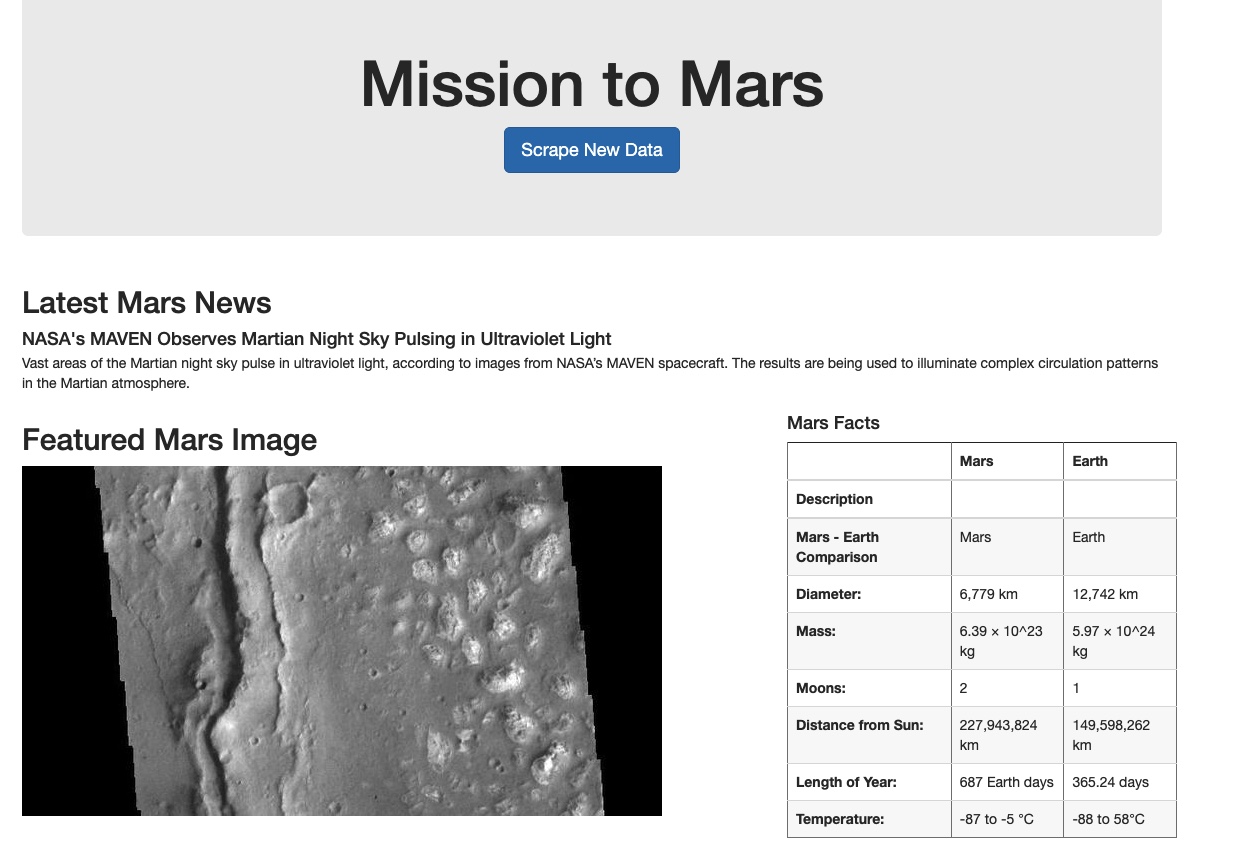 Mission to Mars
Scrape New Data
Latest Mars News
NASA's MAVEN Observes Martian Night Sky Pulsing in Ultraviolet Light
Vast areas of the Martian night sky pulse in ultraviolet light, according to images from NASA’s MAVEN spacecraft. The results are being used to illuminate complex circulation patterns
in the Martian atmosphere.
Featured Mars Image
Mars Facts
Mars Earth
Description
Mars - Earth Mars Earth
Comparison
Diameter: 6,779 km 12,742 km
Mass: 6.39 × 10^23 5.97 × 10^24
kg kg
Moons: 2 1
Distance from Sun: 227,943,824 149,598,262
km km
Length of Year: 687 Earth days 365.24 days
Temperature: -87 to -5 °C -88 to 58°C